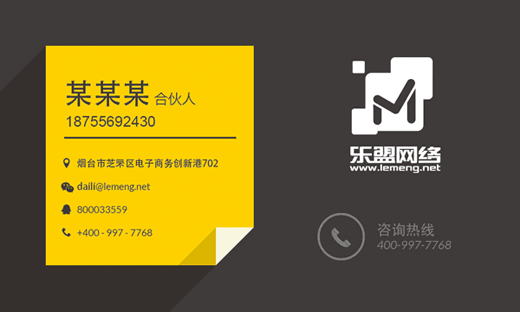 某某某 合伙人
18755692430
烟台市芝罘区电子商务创新港702
daili@lemeng.net
800033559
+400 - 997 - 7768
乐盟网络
www.lemeng.net
咨询热线
400-997-7768